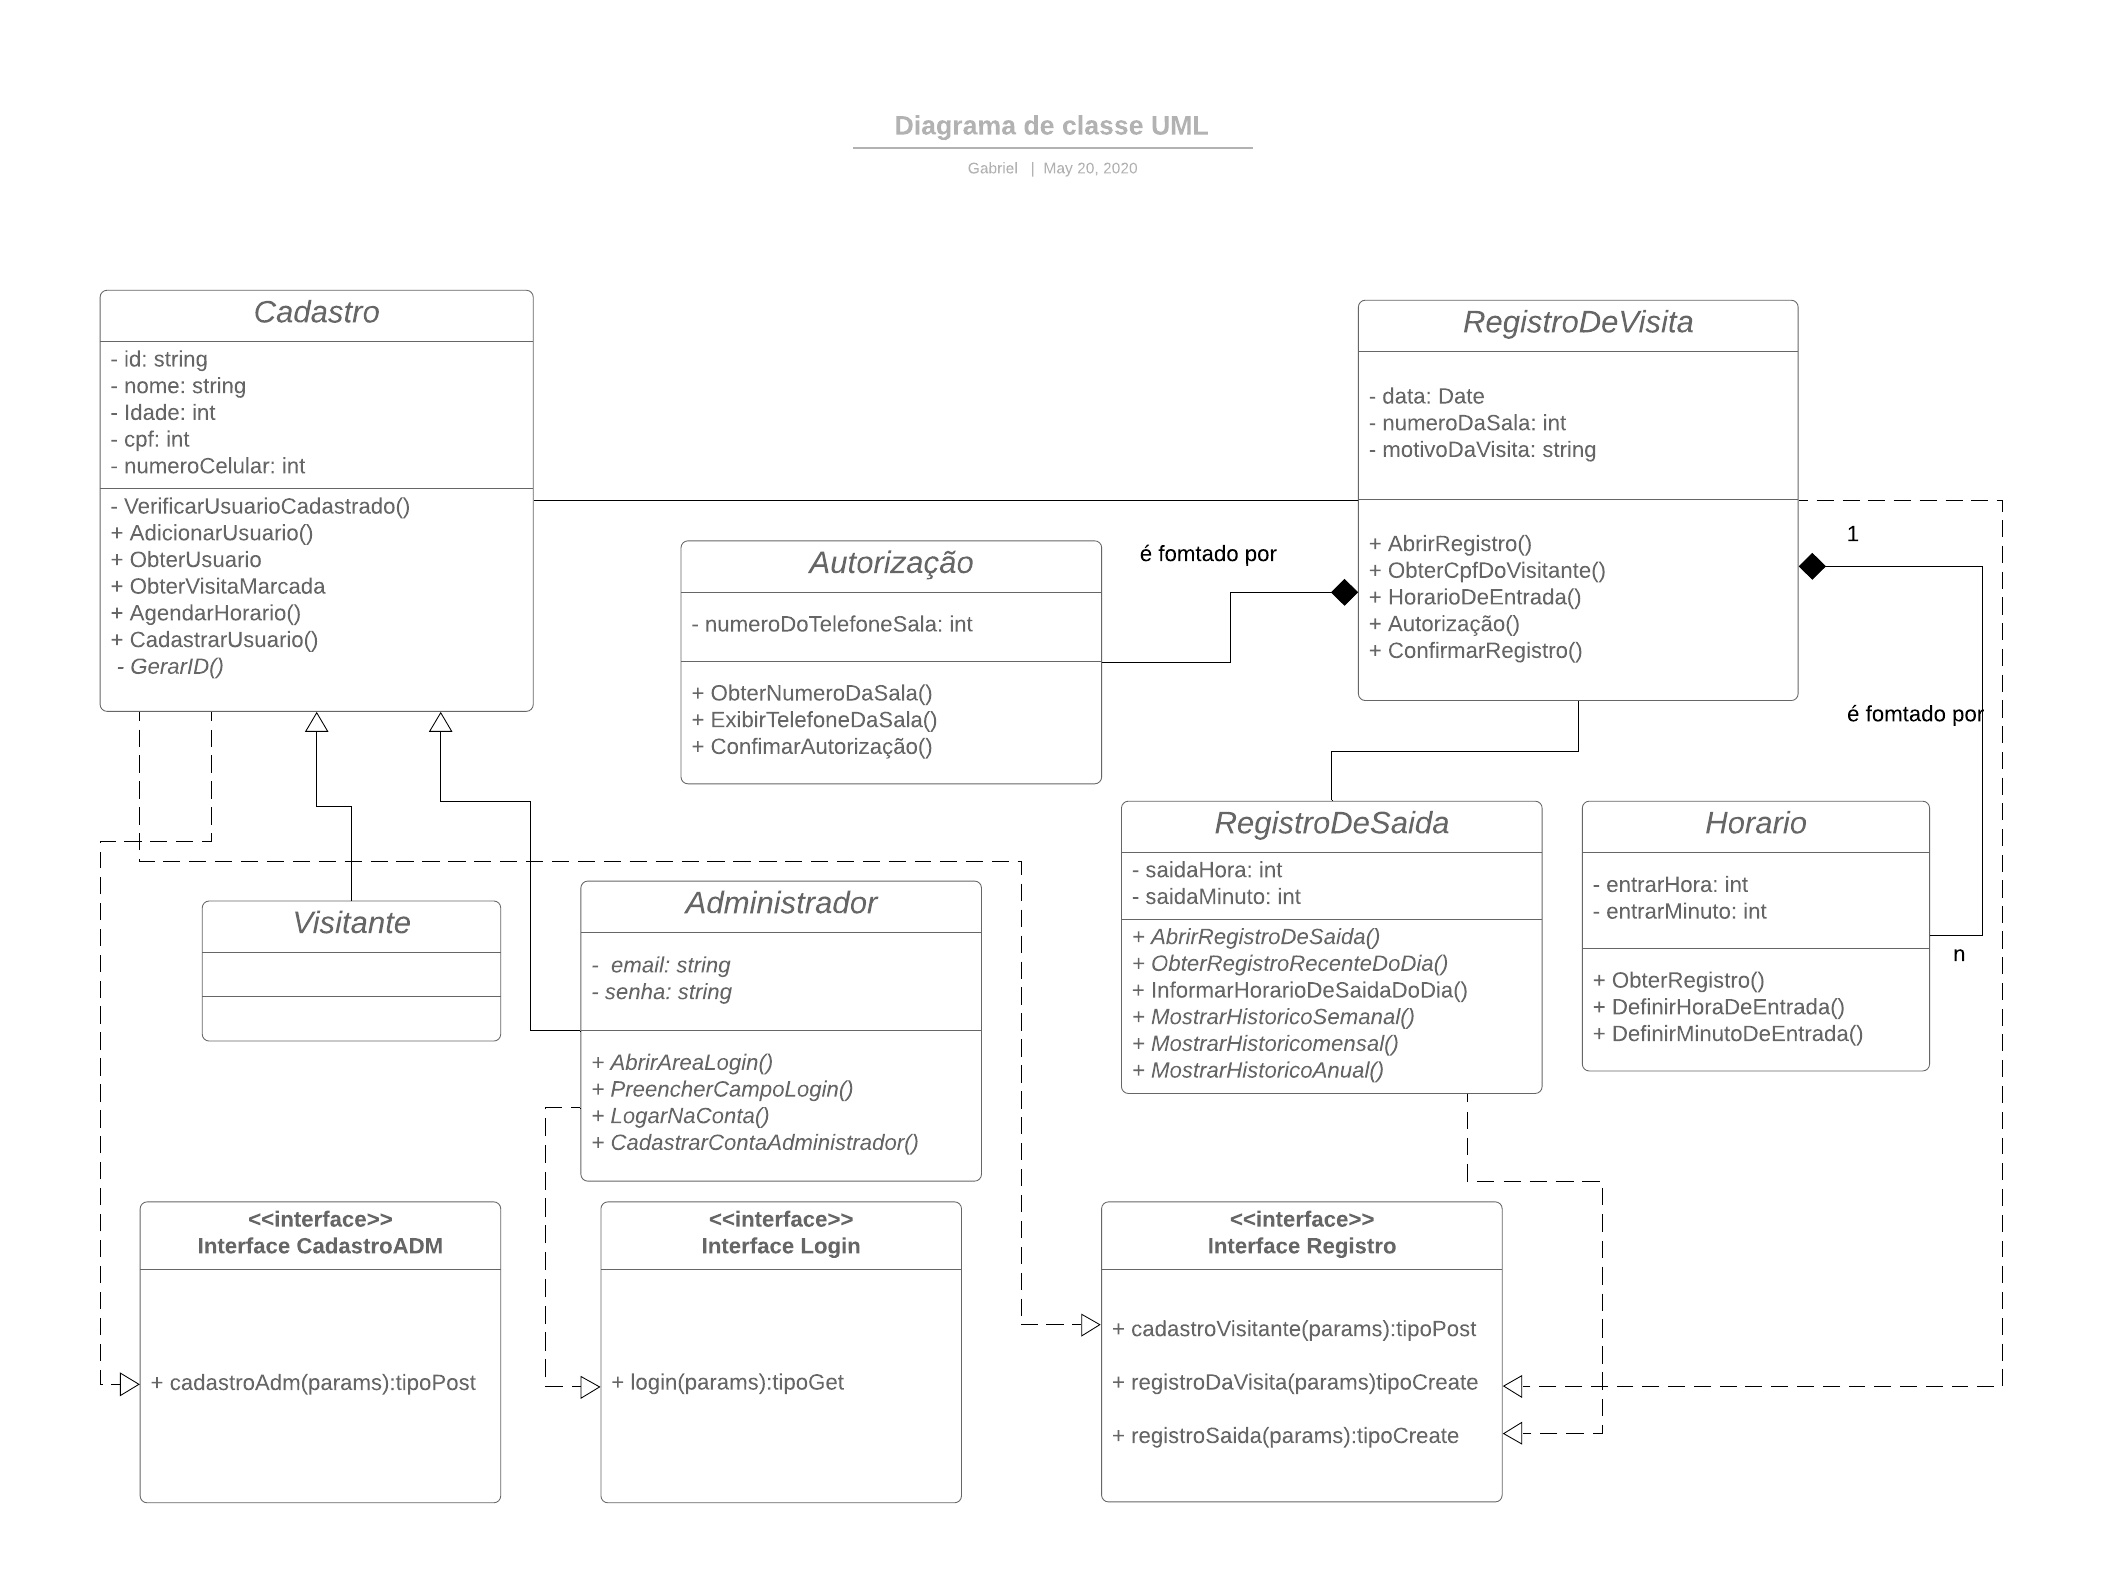 Diagrama de classe UML
Gabriel | May 20, 2020
Cadastro
- id: string
- nome: string
- Idade: int
- cpf: int
- numeroCelular: int
- VerificarUsuarioCadastrado()
+ AdicionarUsuario()
+ ObterUsuario
+ ObterVisitaMarcada
+ AgendarHorario()
+ CadastrarUsuario()
- GerarID()
RegistroDeVisita
- data: Date
- numeroDaSala: int
- motivoDaVisita: string
+ AbrirRegistro()
+ ObterCpfDoVisitante()
+ HorarioDeEntrada()
+ Autorização()
+ ConfirmarRegistro()
1
é fomtado por
Autorização
- numeroDoTelefoneSala: int
+ ObterNumeroDaSala()
+ ExibirTelefoneDaSala()
+ ConfimarAutorização()
é fomtado por
RegistroDeSaida
- saidaHora: int
- saidaMinuto: int
+ AbrirRegistroDeSaida()
+ ObterRegistroRecenteDoDia()
+ InformarHorarioDeSaidaDoDia()
+ MostrarHistoricoSemanal()
+ MostrarHistoricomensal()
+ MostrarHistoricoAnual()
Horario
- entrarHora: int
- entrarMinuto: int
+ ObterRegistro()
+ DefinirHoraDeEntrada()
+ DefinirMinutoDeEntrada()
n
Visitante
Administrador
- email: string
- senha: string
+ AbrirAreaLogin()
+ PreencherCampoLogin()
+ LogarNaConta()
+ CadastrarContaAdministrador()
<<interface>>
Interface CadastroADM
+ cadastroAdm(params):tipoPost
<<interface>>
Interface Login
+ login(params):tipoGet
<<interface>>
Interface Registro
+ cadastroVisitante(params):tipoPost
+ registroDaVisita(params)tipoCreate
+ registroSaida(params):tipoCreate